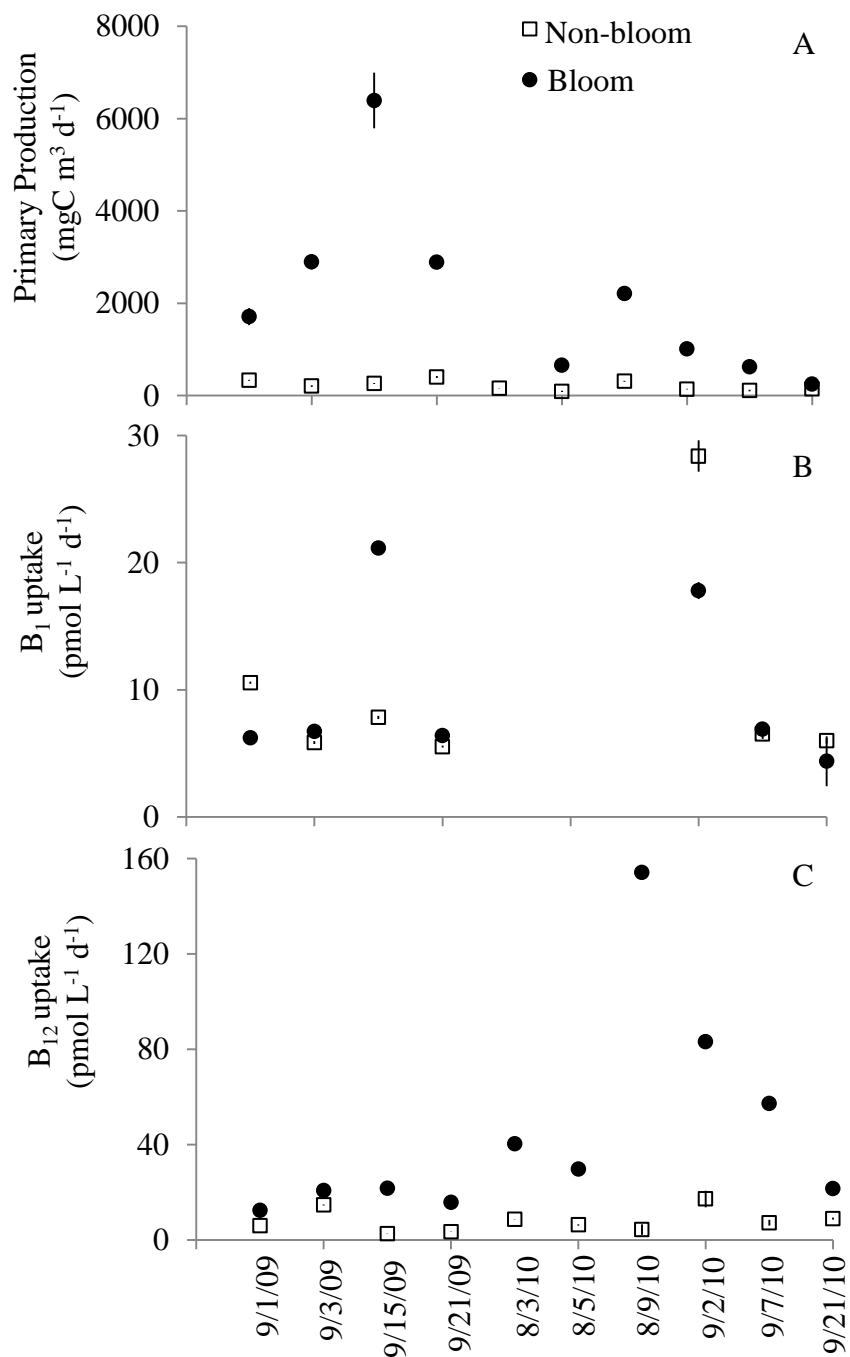 8000
6000
4000
2000
0
Primary Production
(mgC m³ d⁻¹)
Non-bloom
Bloom
A
30
20
10
0
B₁ uptake
(pmol L⁻¹ d⁻¹)
B
160
120
80
40
0
B₁₂ uptake
(pmol L⁻¹ d⁻¹)
C
9/1/09
9/3/09
9/15/09
9/21/09
8/3/10
8/5/10
8/9/10
9/2/10
9/7/10
9/21/10